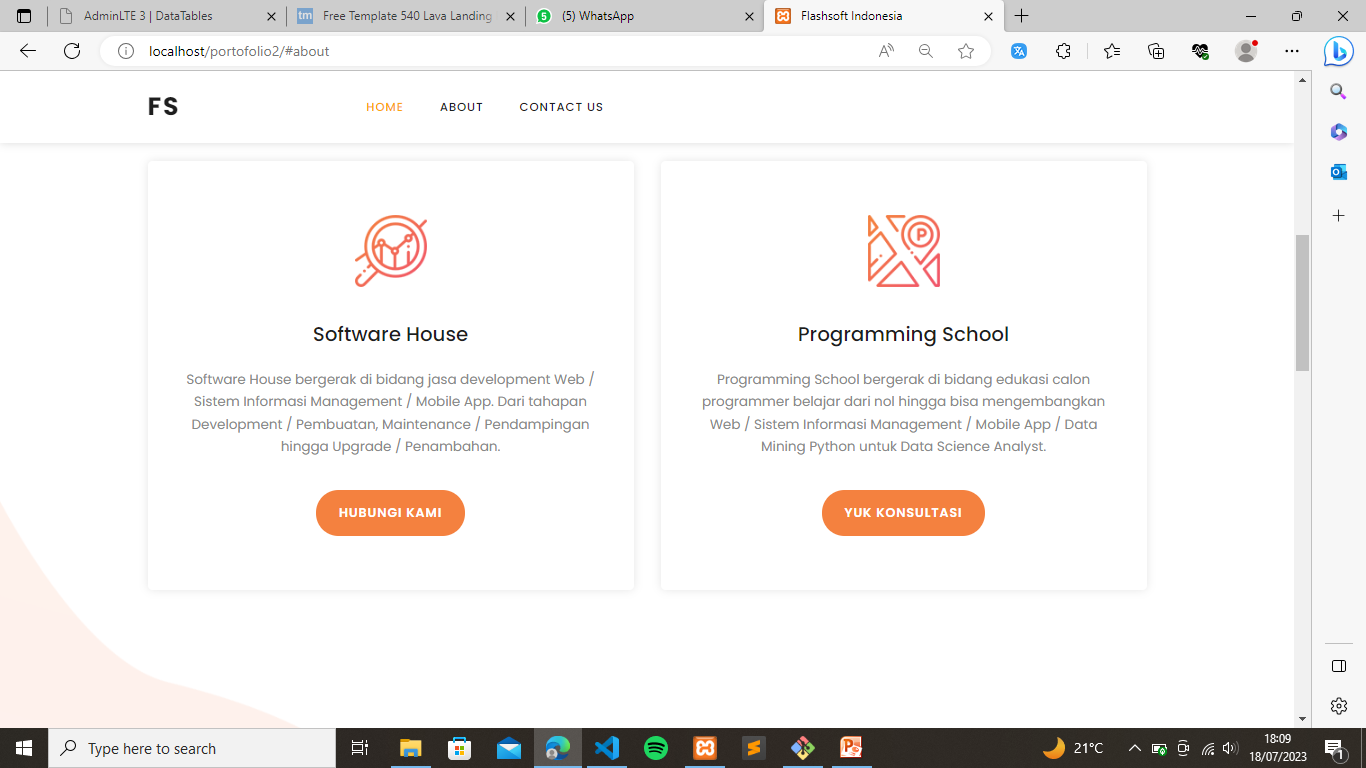 AdminLTE 3 | DataTables
Free Template 540 Lava Landing
(5) WhatsApp
Flashsoft Indonesia
localhost/portofolio2/#about
FS
HOME
ABOUT
CONTACT US
P
Software House
Software House bergerak di bidang jasa development Web /
Sistem Informasi Management / Mobile App. Dari tahapan
Development / Pembuatan, Maintenance / Pendampingan
hingga Upgrade / Penambahan.
HUBUNGI KAMI
Programming School
Programming School bergerak di bidang edukasi calon
programmer belajar dari nol hingga bisa mengembangkan
Web / Sistem Informasi Management / Mobile App / Data
Mining Python untuk Data Science Analyst.
YUK KONSULTASI
Type here to search
21°C
18:09
18/07/2023
1